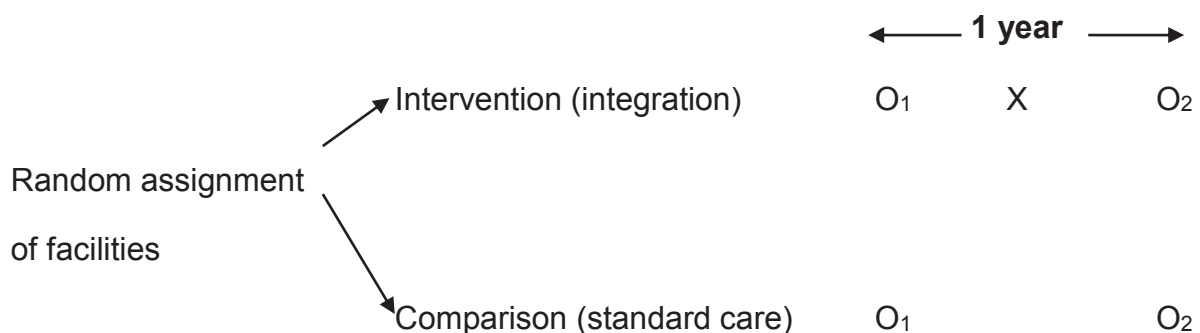 1 year
Intervention (integration) O₁ X O₂
Random assignment
of facilities
Comparison (standard care) O₁ O₂